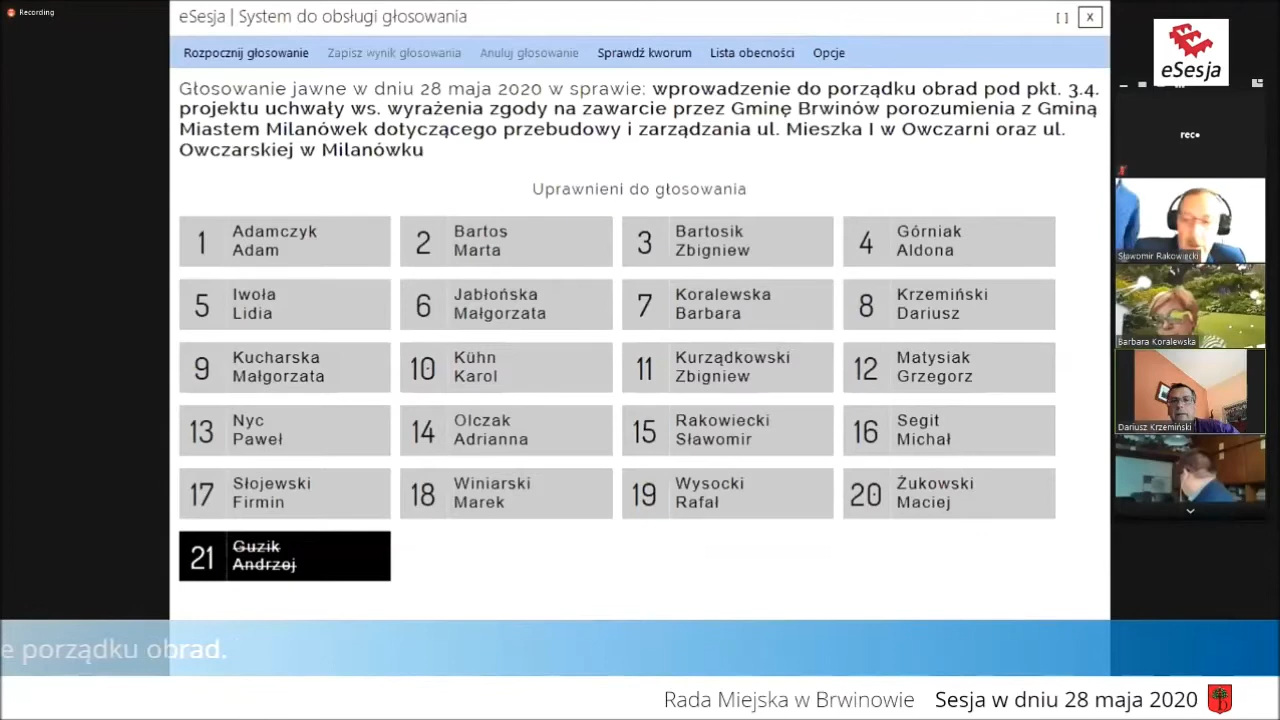 Recording
eSesja | System do obsługi głosowania
[ ] X
Rozpocznij głosowanie Zapisz wynik głosowania Anuluj głosowanie Sprawdź kworum Lista obecności Opcje
Głosowanie jawne w dniu 28 maja 2020 w sprawie: wprowadzenie do porządku obrad pod pkt. 3.4.
projektu uchwały ws. wyrażenia zgody na zawarcie przez Gminę Brwinów porozumienia z Gminą
Miastem Milanówek dotyczącego przebudowy i zarządzania ul. Mieszka I w Owczarni oraz ul.
Owczarskiej w Milanówku
Uprawnieni do głosowania
1 Adamczyk Adam
2 Bartos Marta
3 Bartosik Zbigniew
4 Górniak Aldona
5 Iwoła Lidia
6 Jabłońska Małgorzata
7 Koralewska Barbara
8 Krzemiński Dariusz
9 Kucharska Małgorzata
10 Kühn Karol
11 Kurządkowski Zbigniew
12 Matysiak Grzegorz
13 Nyc Paweł
14 Olczak Adrianna
15 Rakowiecki Sławomir
16 Segit Michał
17 Słojewski Firmin
18 Winiarski Marek
19 Wysocki Rafał
20 Żukowski Maciej
21 Guzik Andrzej
eSesja
rec
Sławomir Rakowiecki
Barbara Koralewska
Dariusz Krzemiński
e porządku obrad.
Rada Miejska w Brwinowie Sesja w dniu 28 maja 2020